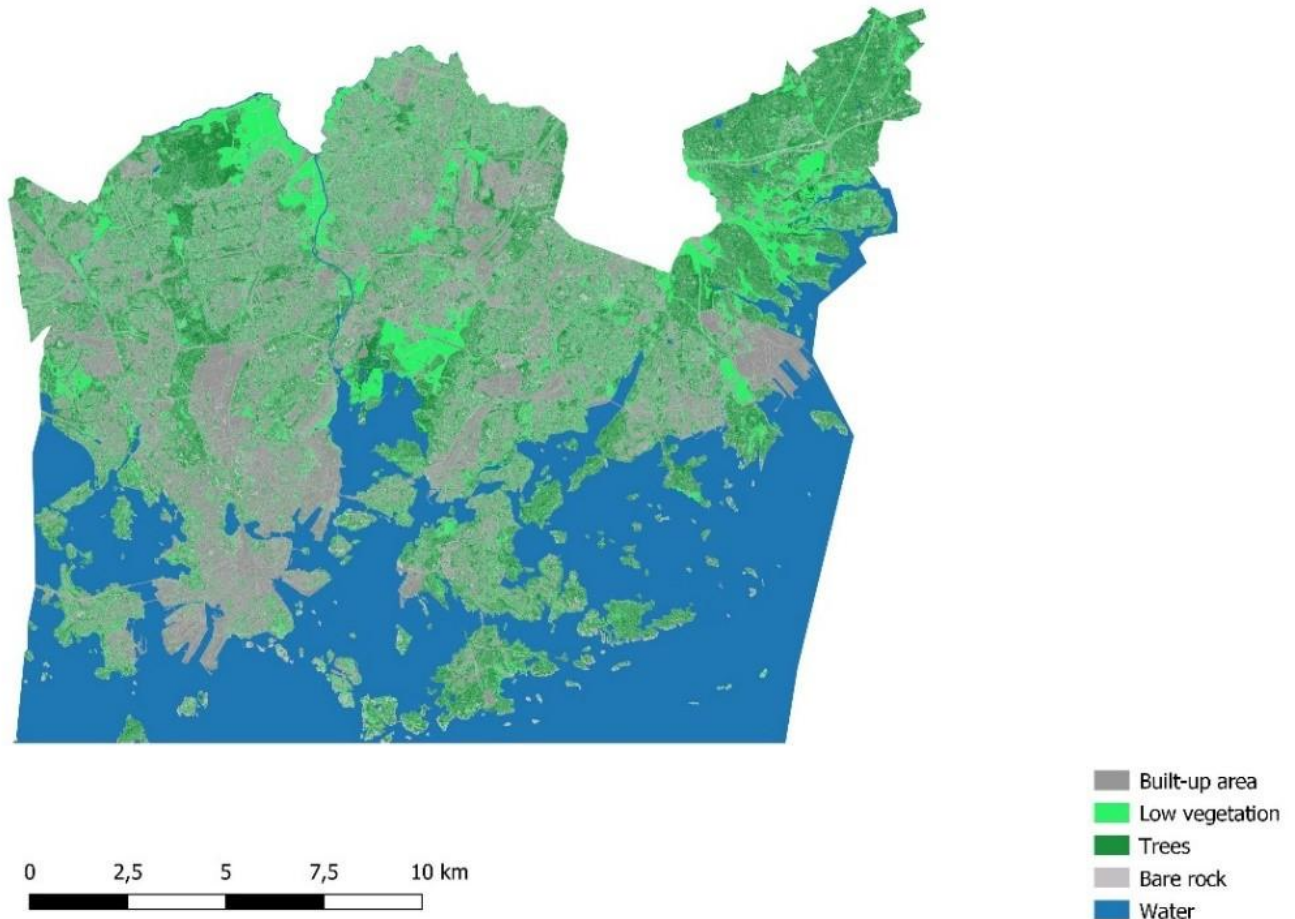 Built-up area
Low vegetation
Trees
Bare rock
Water
0 2,5 5 7,5 10 km